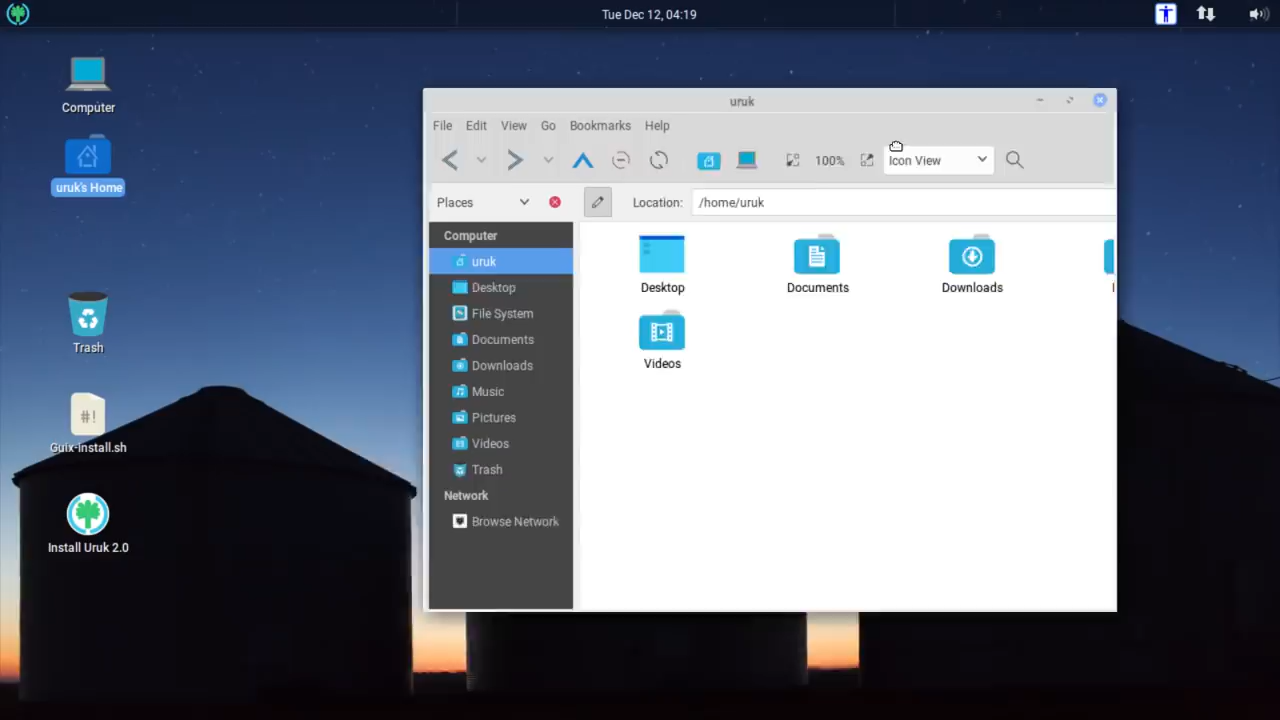 Tue Dec 12, 04:19
Computer
uruk's Home
Trash
#!
Guix-install.sh
Install Uruk 2.0
uruk
File Edit View Go Bookmarks Help
100% Icon View
Places
Location: /home/uruk
Computer
uruk
Desktop
File System
Documents
Downloads
Music
Pictures
Videos
Trash
Network
Browse Network
Desktop Documents Downloads
Videos